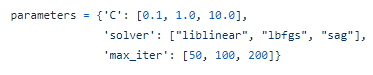 parameters = {'C': [0.1, 1.0, 10.0],
'solver': ["liblinear", "lbfgs", "sag"],
'max_iter': [50, 100, 200]}